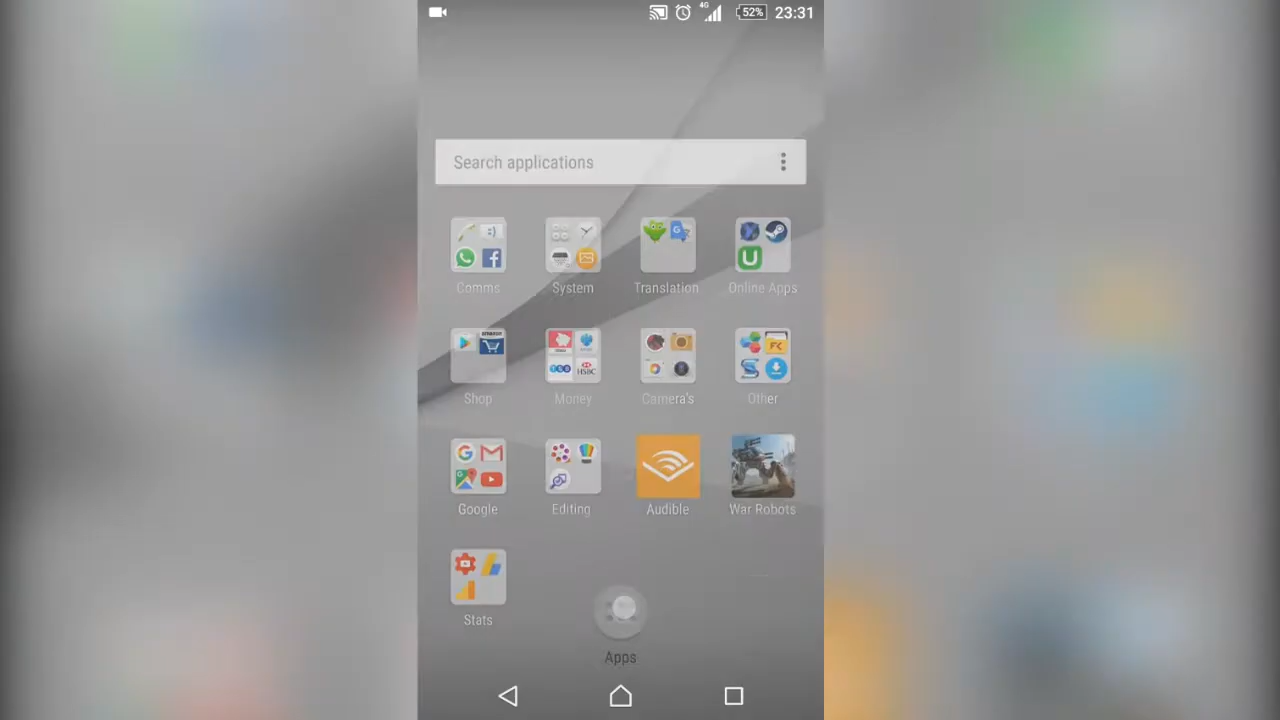 4G 52% 23:31
Search applications
Comms System Translation Online Apps
Shop Money Camera's Other
Google Editing Audible War Robots
Stats
Apps